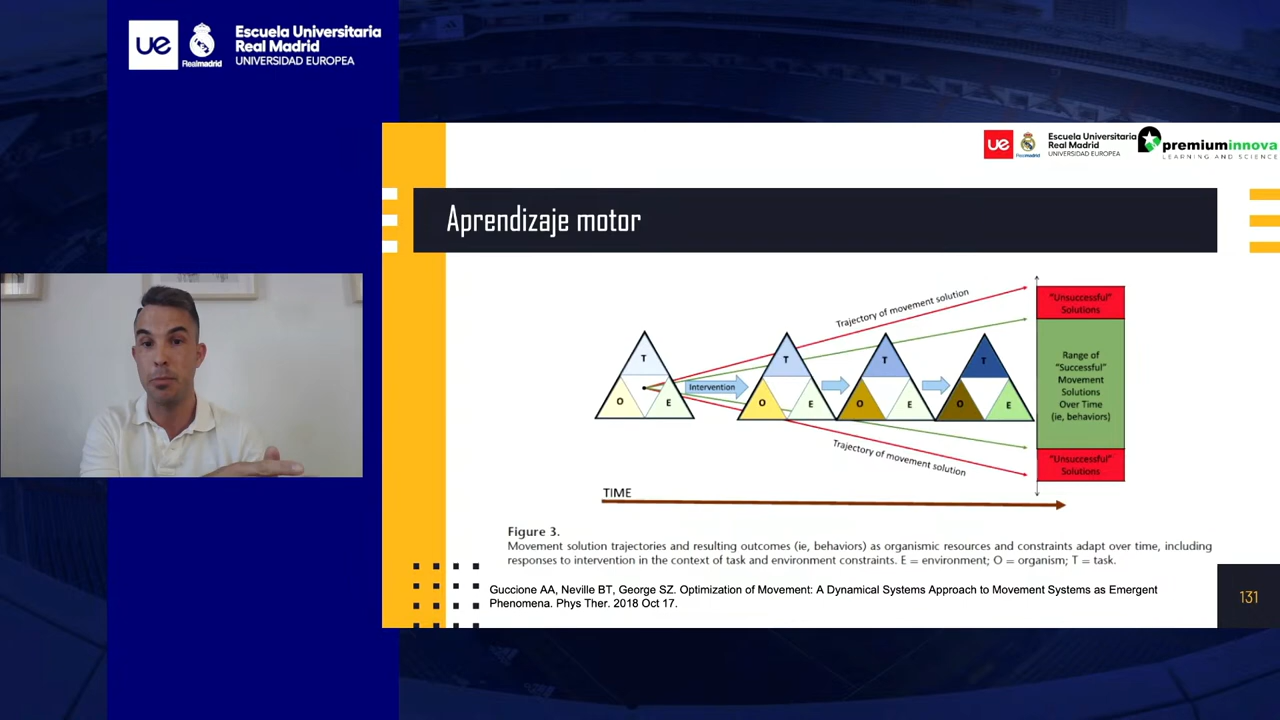 ue
Realmadrid
Escuela Universitaria
Real Madrid
UNIVERSIDAD EUROPEA
ue
Realmadrid
Escuela Universitaria
Real Madrid
UNIVERSIDAD EUROPEA
premiuminnova
LEARNING AND SCIENCE
Aprendizaje motor
Trajectory of movement solution
"Unsuccessful"
Solutions
T
T
T
T
Intervention
O
E
O
E
O
E
O
E
Range of
"Successful"
Movement
Solutions
Over Time
(ie, behaviors)
Trajectory of movement solution
"Unsuccessful"
Solutions
TIME
Figure 3.
Movement solution trajectories and resulting outcomes (ie, behaviors) as organismic resources and constraints adapt over time, including
responses to intervention in the context of task and environment constraints. E = environment; O = organism; T = task.
Guccione AA, Neville BT, George SZ. Optimization of Movement: A Dynamical Systems Approach to Movement Systems as Emergent
Phenomena. Phys Ther. 2018 Oct 17.
131